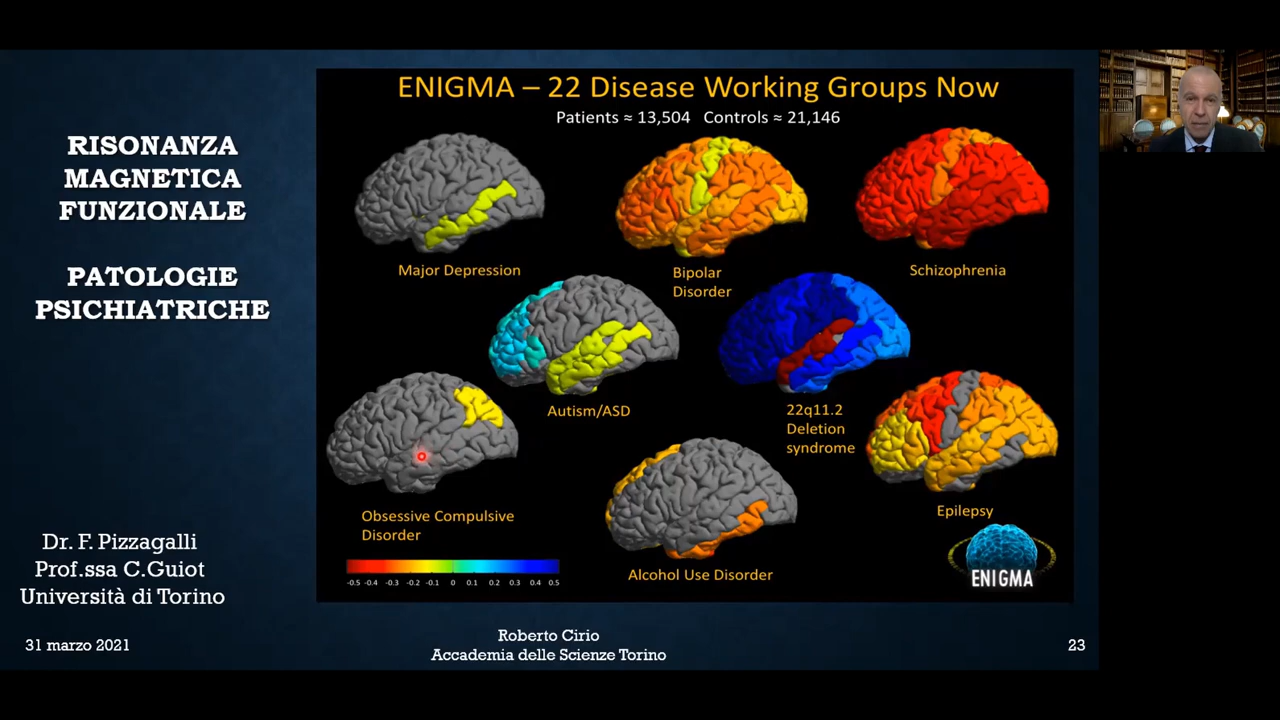 RISONANZA
MAGNETICA
FUNZIONALE
PATOLOGIE
PSICHIATRICHE
Dr. F. Pizzagalli
Prof.ssa C.Guiot
Università di Torino
31 marzo 2021
ENIGMA – 22 Disease Working Groups Now
Patients ≈ 13,504 Controls ≈ 21,146
Major Depression
Bipolar
Disorder
Schizophrenia
Autism/ASD
22q11.2
Deletion
syndrome
Obsessive Compulsive
Disorder
Alcohol Use Disorder
Epilepsy
-0.5 -0.4 -0.3 -0.2 -0.1 0 0.1 0.2 0.3 0.4 0.5
ENIGMA
Roberto Cirio
Accademia delle Scienze Torino
23